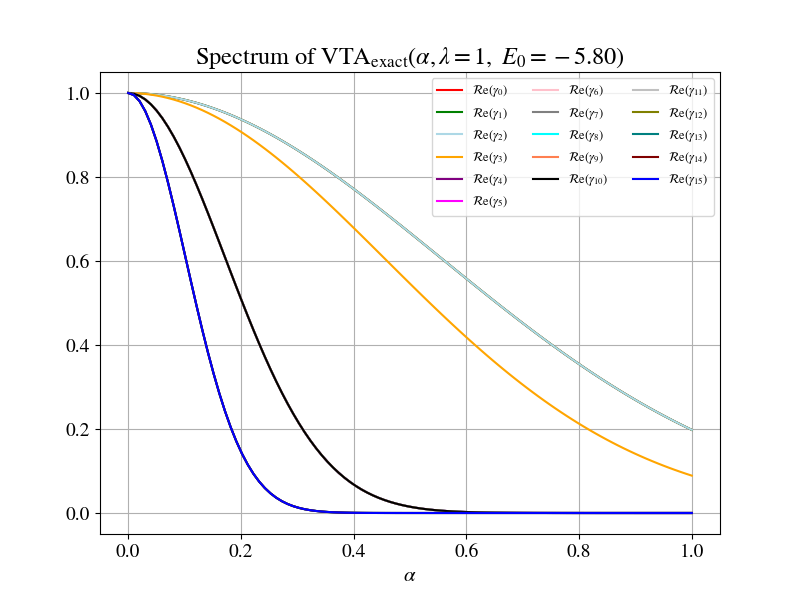 Spectrum of VTA_exact(α, λ = 1, E_0 = −5.80)
1.0
0.8
0.6
0.4
0.2
0.0
ℛe(γ_0)
ℛe(γ_1)
ℛe(γ_2)
ℛe(γ_3)
ℛe(γ_4)
ℛe(γ_5)
ℛe(γ_6)
ℛe(γ_7)
ℛe(γ_8)
ℛe(γ_9)
ℛe(γ_10)
ℛe(γ_11)
ℛe(γ_12)
ℛe(γ_13)
ℛe(γ_14)
ℛe(γ_15)
0.0 0.2 0.4 0.6 0.8 1.0
α